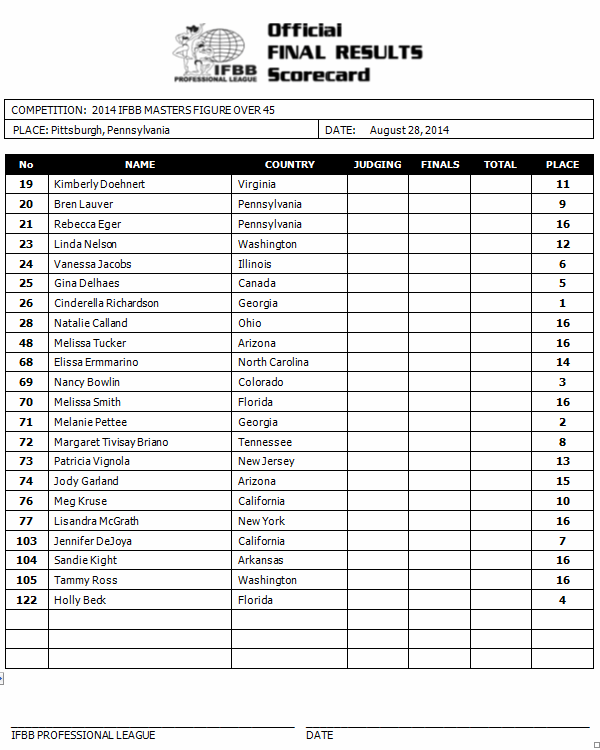 Official
FINAL RESULTS
Scorecard
IFBB
PROFESSIONAL LEAGUE
COMPETITION: 2014 IFBB MASTERS FIGURE OVER 45
PLACE: Pittsburgh, Pennsylvania DATE: August 28, 2014
No NAME COUNTRY JUDGING FINALS TOTAL PLACE
19 Kimberly Doehnert Virginia 11
20 Bren Lauver Pennsylvania 9
21 Rebecca Eger Pennsylvania 16
23 Linda Nelson Washington 12
24 Vanessa Jacobs Illinois 6
25 Gina Delhaes Canada 5
26 Cinderella Richardson Georgia 1
28 Natalie Calland Ohio 16
48 Melissa Tucker Arizona 16
68 Elissa Ermmarino North Carolina 14
69 Nancy Bowlin Colorado 3
70 Melissa Smith Florida 16
71 Melanie Pettee Georgia 2
72 Margaret Tivisay Briano Tennessee 8
73 Patricia Vignola New Jersey 13
74 Jody Garland Arizona 15
76 Meg Kruse California 10
77 Lisandra McGrath New York 16
103 Jennifer DeJoya California 7
104 Sandie Kight Arkansas 16
105 Tammy Ross Washington 16
122 Holly Beck Florida 4
IFBB PROFESSIONAL LEAGUE DATE